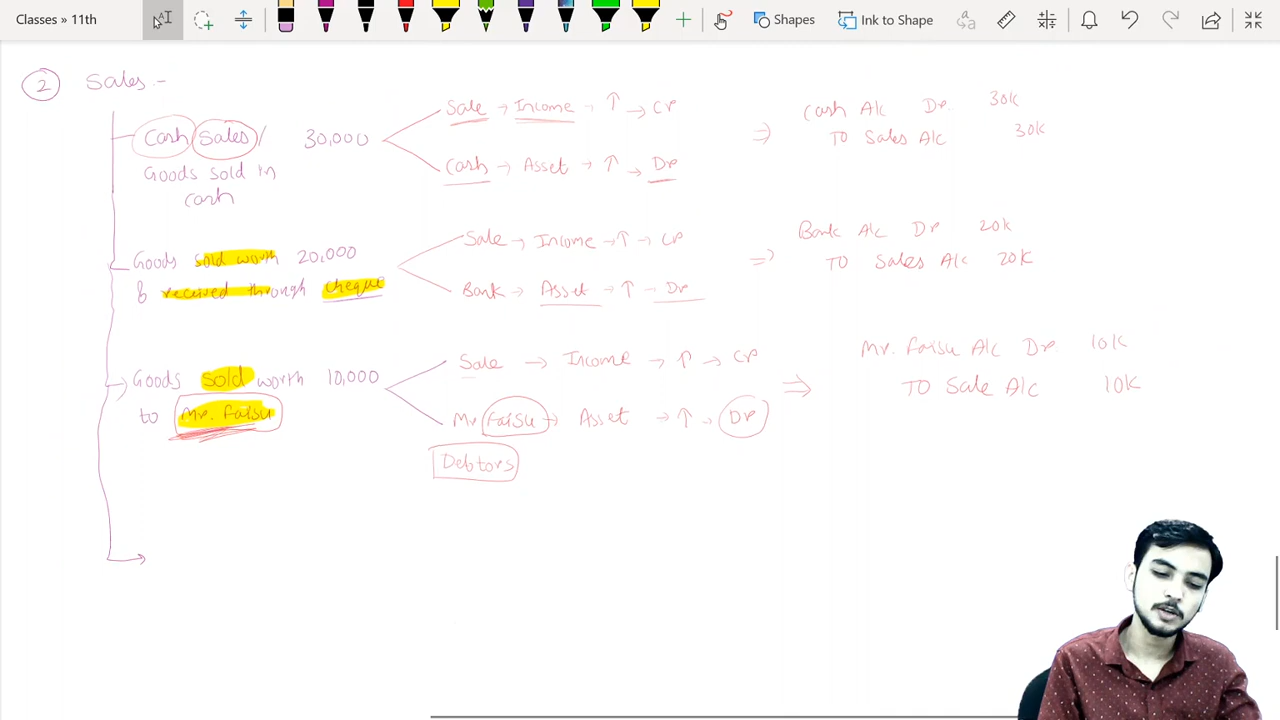 Classes » 11th
Shapes
Ink to Shape
2 Sales -
Cash Sales / 30,000
Goods sold in
cash
Sale → Income → ↑ → Cr
Cash → Asset → ↑ → Dr
⇒ Cash A/c Dr. 30K
To Sales A/c 30K
Goods sold worth 20,000
& received through cheque
Sale → Income → ↑ → Cr
Bank → Asset → ↑ → Dr
⇒ Bank A/c Dr 20K
To Sales A/c 20K
Goods sold worth 10,000
to Mr. Faisu
Sale → Income → ↑ → Cr
Mr Faisu → Asset → ↑ → Dr
Debtors
⇒ Mr. Faisu A/c Dr 10K
To Sale A/c 10K